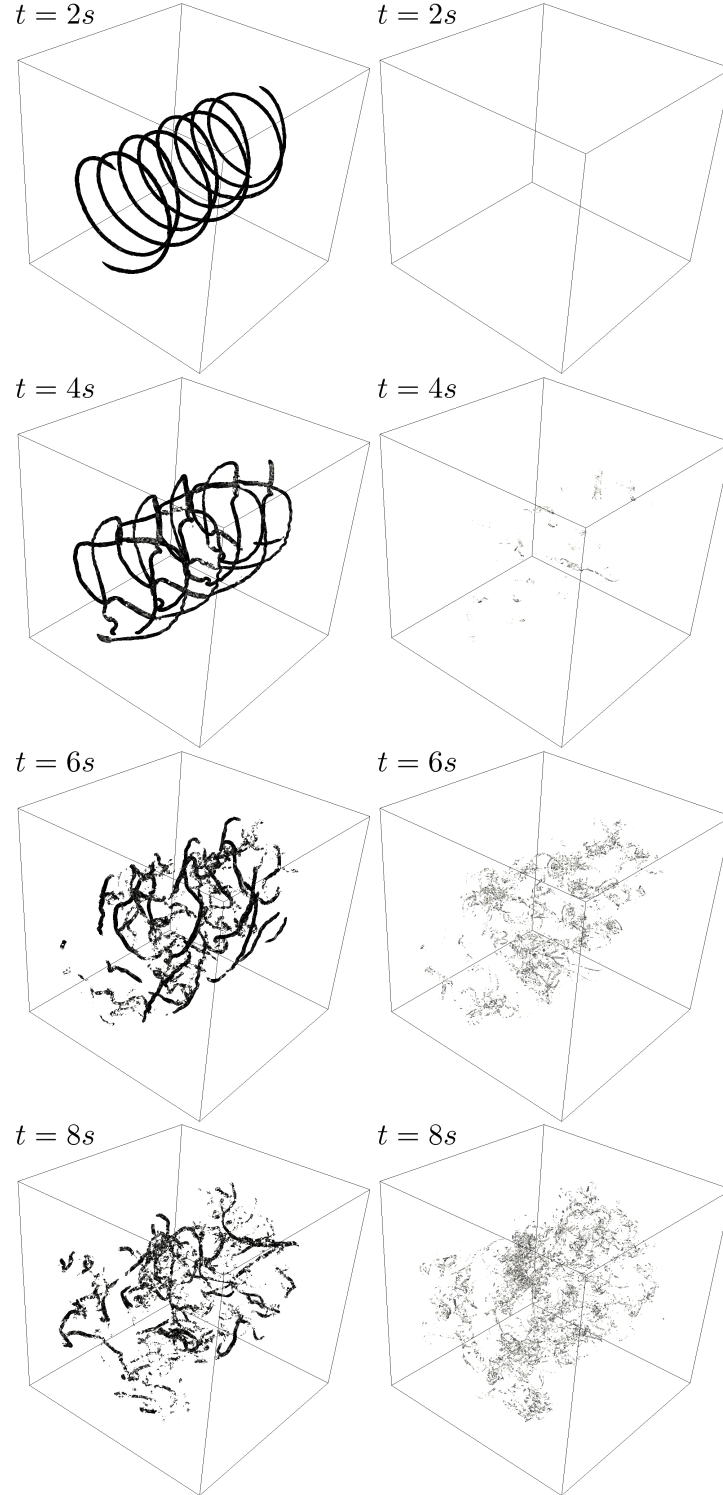 t = 2s
t = 2s
t = 4s
t = 4s
t = 6s
t = 6s
t = 8s
t = 8s